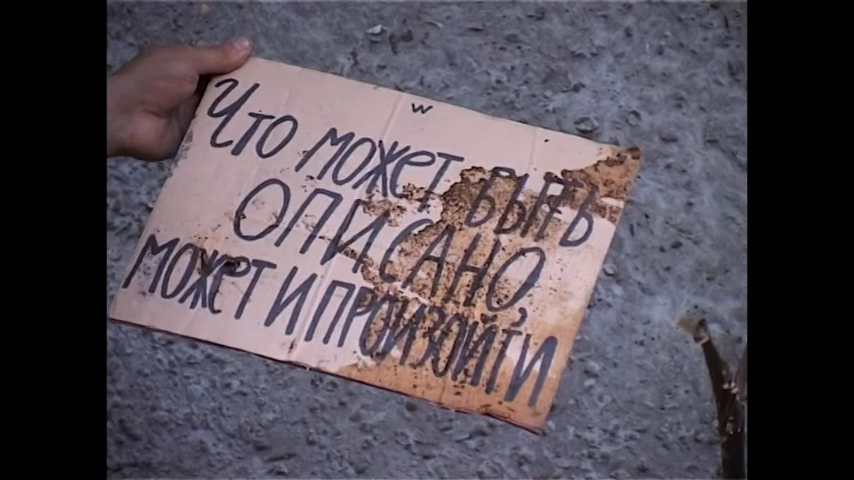 w
Что может быть
описано,
может и произойти